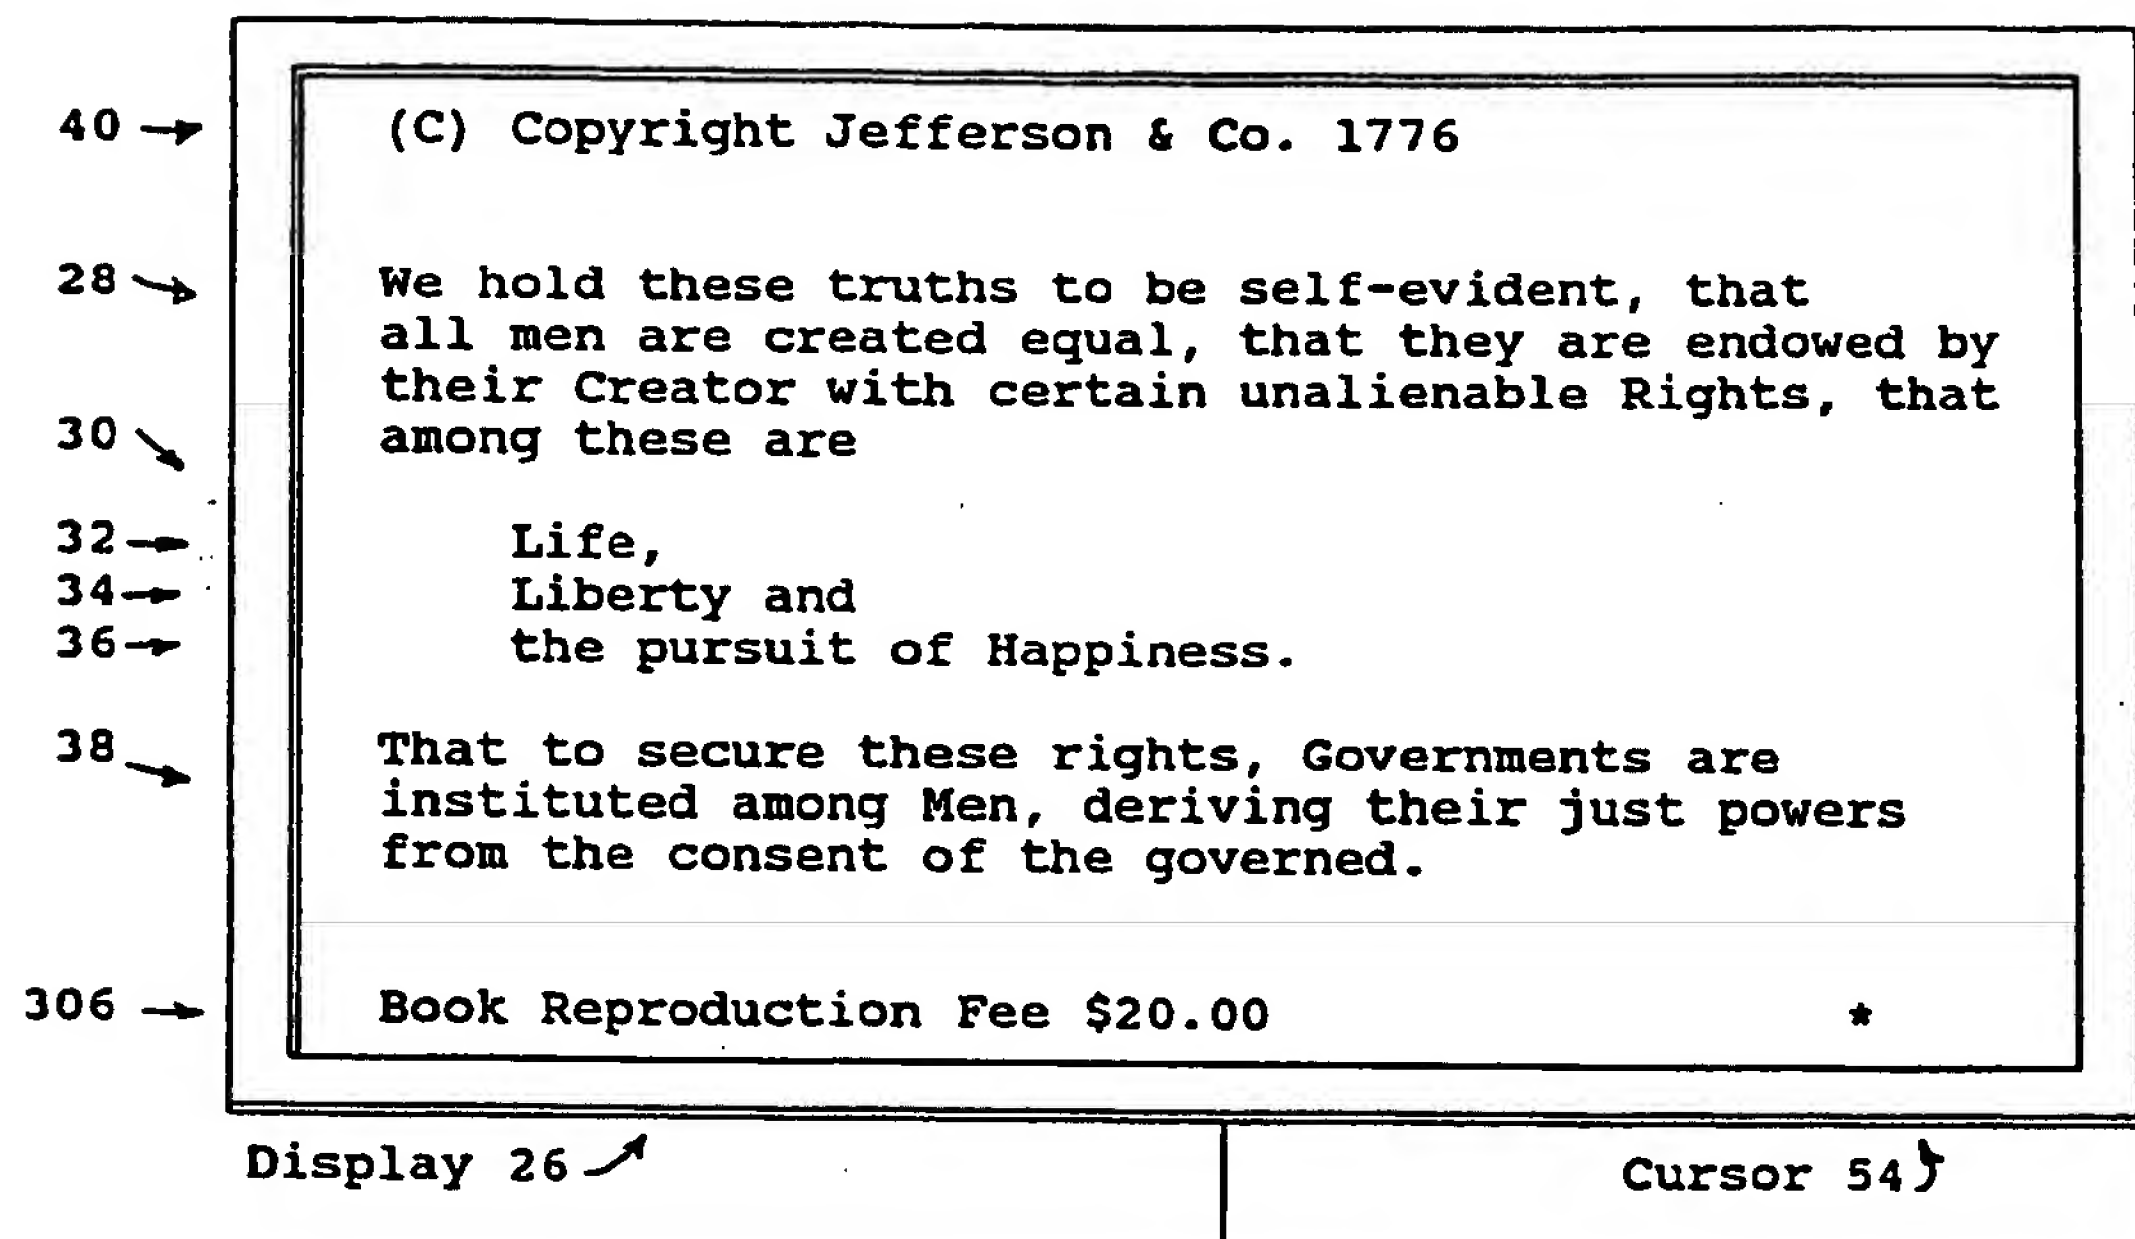 40 (C) Copyright Jefferson & Co. 1776
28 We hold these truths to be self-evident, that
all men are created equal, that they are endowed by
their Creator with certain unalienable Rights, that
30 among these are
32 Life,
34 Liberty and
36 the pursuit of Happiness.
38 That to secure these rights, Governments are
instituted among Men, deriving their just powers
from the consent of the governed.
306 Book Reproduction Fee $20.00 *
Display 26 Cursor 54